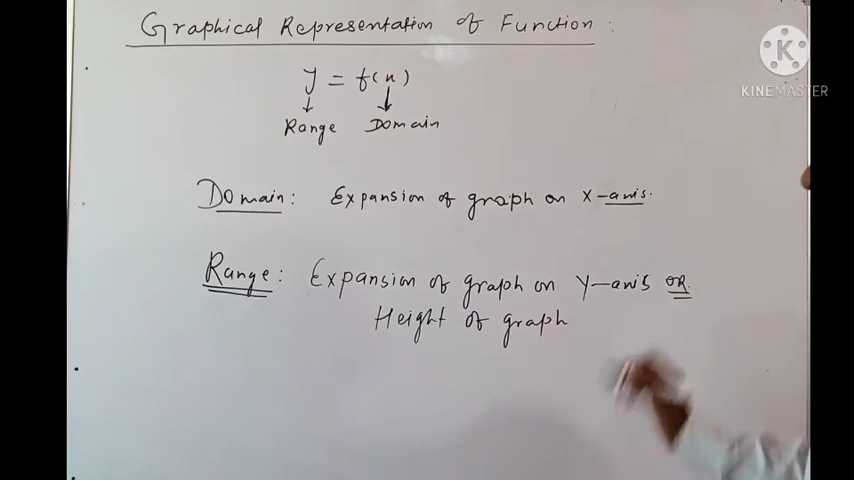 Graphical Representation of Function:
y = f(x)
Range Domain
Domain: Expansion of graph on X-axis.
Range: Expansion of graph on Y-axis OR
Height of graph
K
KINEMASTER